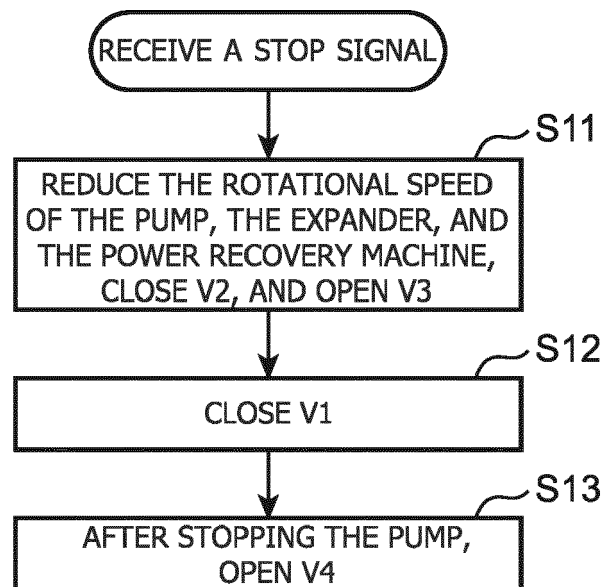 RECEIVE A STOP SIGNAL
S11
REDUCE THE ROTATIONAL SPEED
OF THE PUMP, THE EXPANDER, AND
THE POWER RECOVERY MACHINE,
CLOSE V2, AND OPEN V3
S12
CLOSE V1
S13
AFTER STOPPING THE PUMP,
OPEN V4